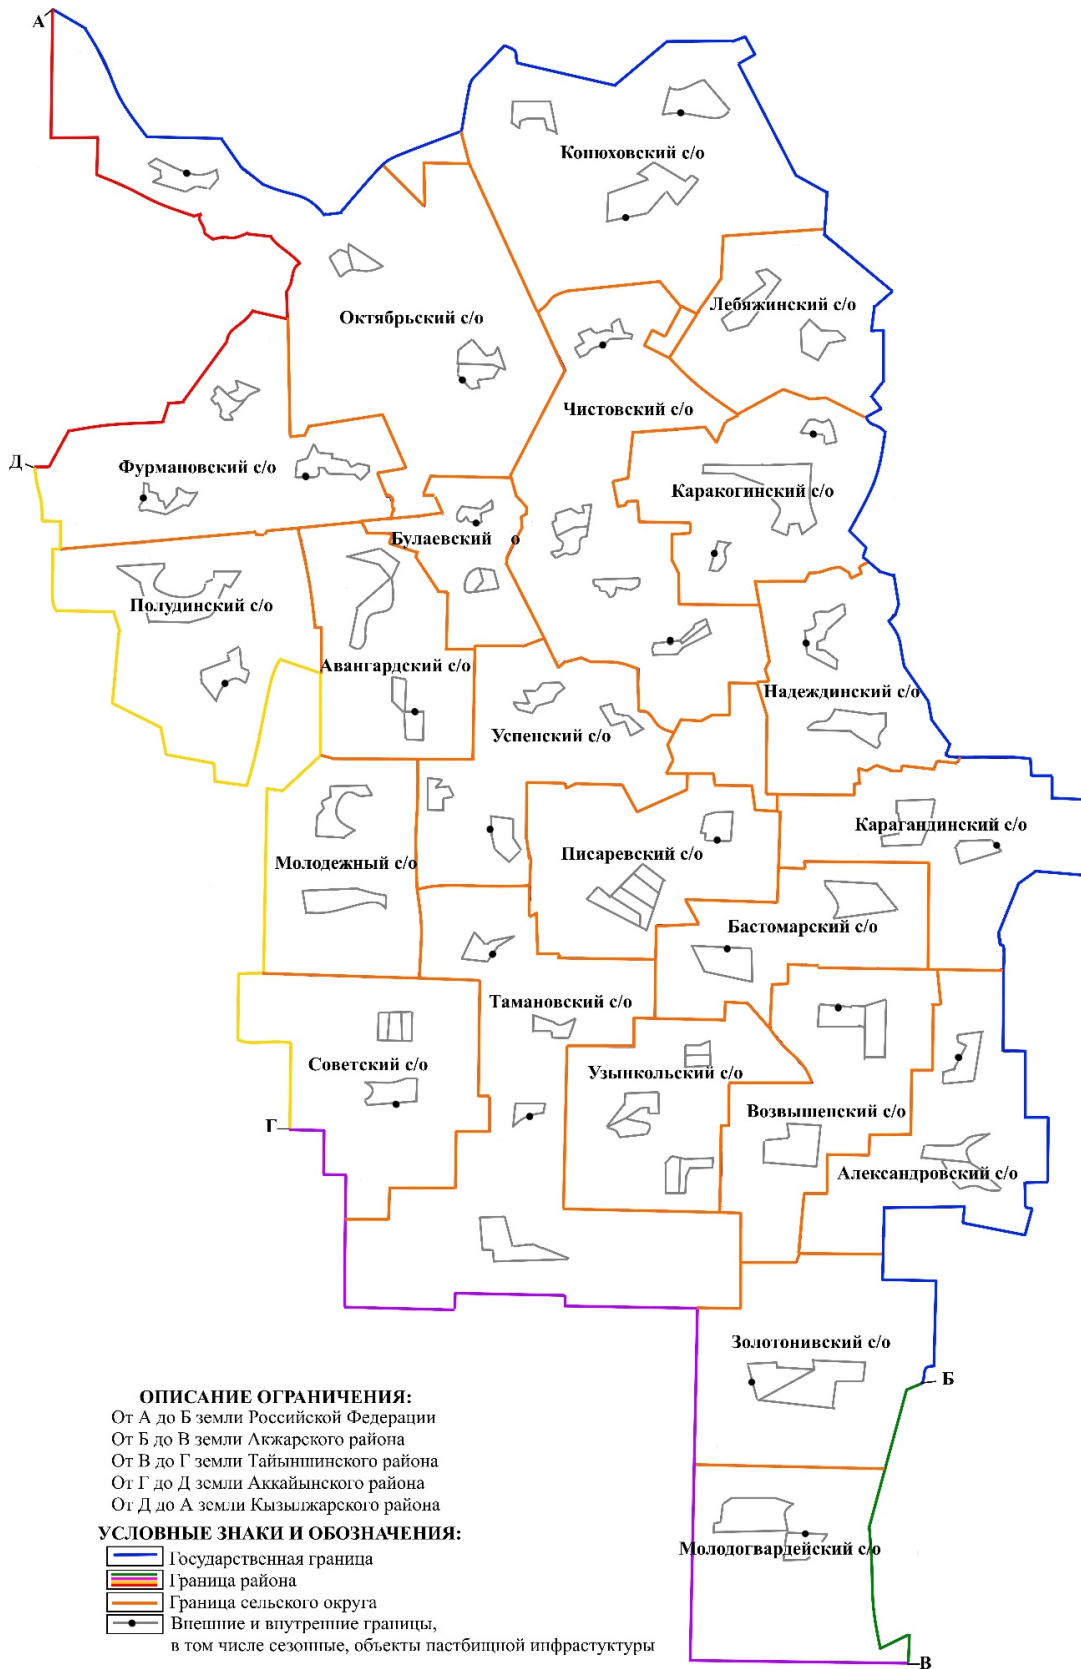 А
Конюховский с/о
Лебяжинский с/о
Октябрьский с/о
Чистовский с/о
Д
Фурмановский с/о
Каракогинский с/о
Булаевский о
Полудинский с/о
Авангардский с/о
Надеждинский с/о
Успенский с/о
Карагандинский с/о
Писаревский с/о
Молодежный с/о
Бастомарский с/о
Тамановский с/о
Советский с/о
Узынкольский с/о
Возвышенский с/о
Г
Александровский с/о
Золотонивский с/о
Б
ОПИСАНИЕ ОГРАНИЧЕНИЯ:
От А до Б земли Российской Федерации
От Б до В земли Акжарского района
От В до Г земли Тайыншинского района
От Г до Д земли Аккайынского района
От Д до А земли Кызылжарского района
УСЛОВНЫЕ ЗНАКИ И ОБОЗНАЧЕНИЯ:
Государственная граница
Граница района
Граница сельского округа
Внешние и внутренние границы,
в том числе сезонные, объекты пастбищной инфрастуктуры
Молодогвардейский с/о
В